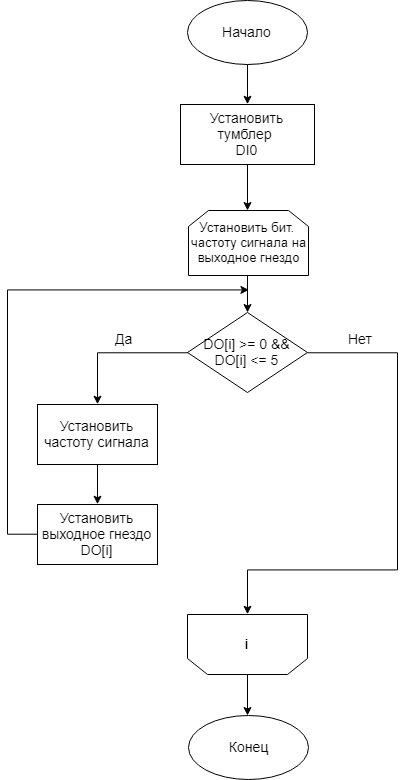 Начало
Установить
тумблер
DI0
Установить бит.
частоту сигнала на
выходное гнездо
Да
DO[i] >= 0 &&
DO[i] <= 5
Нет
Установить
частоту сигнала
Установить
выходное гнездо
DO[i]
i
Конец